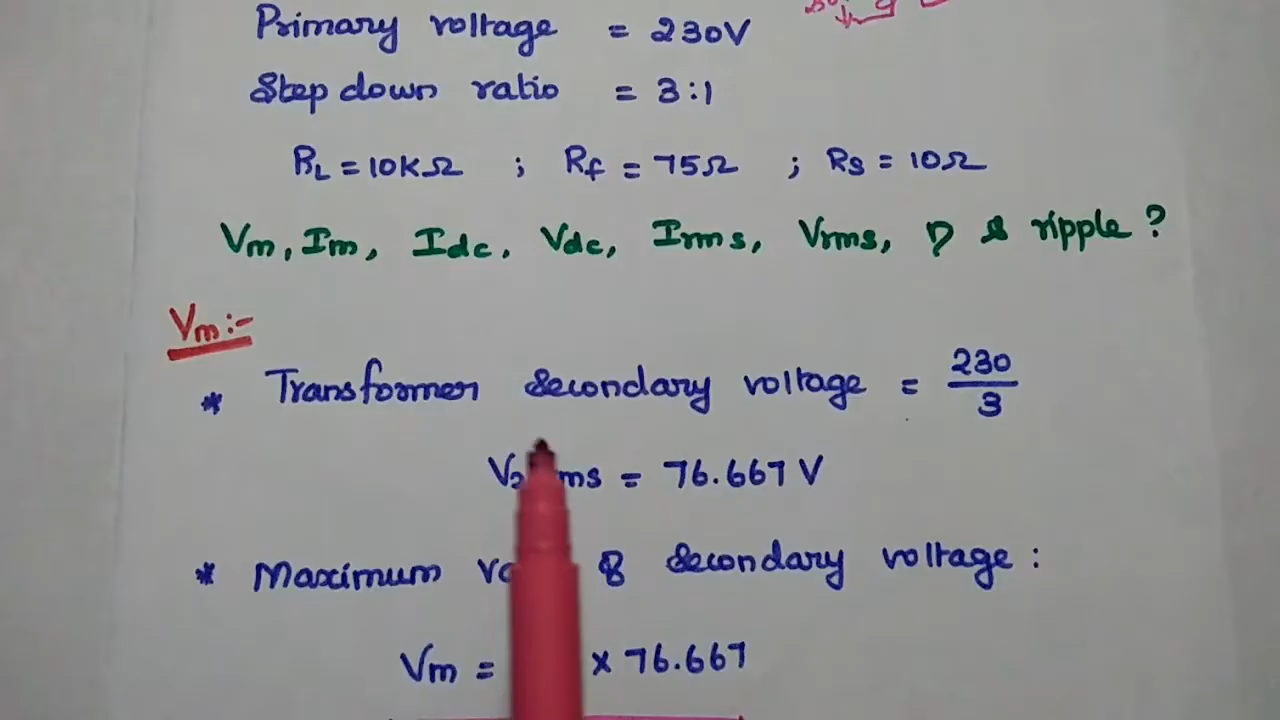 Primary voltage = 230V
Step down ratio = 3:1
RL = 10KΩ ; Rf = 75Ω ; RS = 10Ω
Vm, Im, Idc, Vdc, Irms, Vrms, η & ripple?
Vm:-
* Transformer secondary voltage = 230/3
= 76.667 V
* Maximum of secondary voltage:
Vm = × 76.667